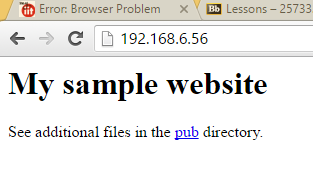 Error: Browser Problem
Bb Lessons – 25733
192.168.6.56
My sample website
See additional files in the pub directory.